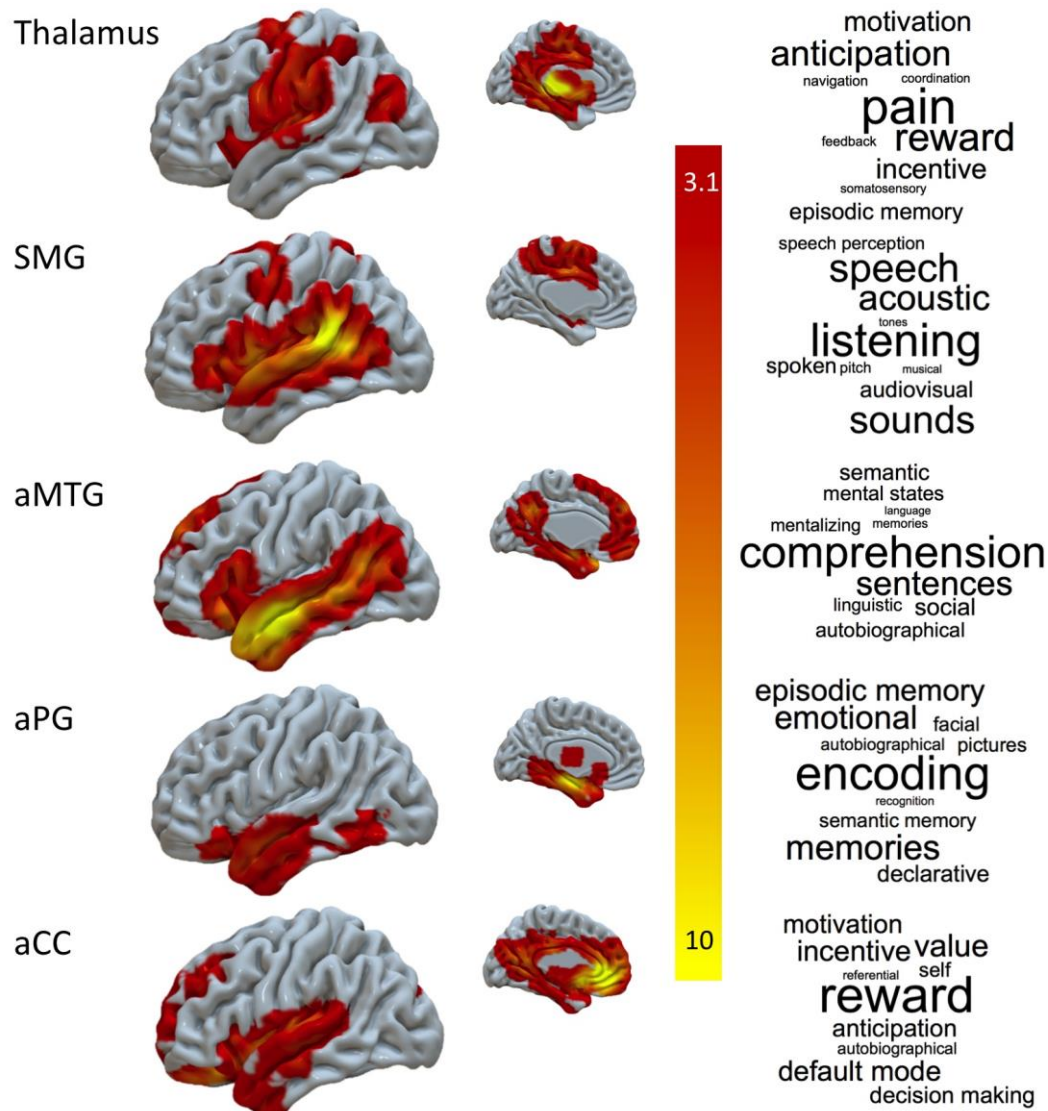 Thalamus
motivation
anticipation
navigation coordination
pain
feedback reward
incentive
somatosensory
episodic memory
3.1
SMG
speech perception
speech
acoustic
tones
listening
spoken pitch musical
audiovisual
sounds
aMTG
semantic
mental states
language
mentalizing memories
comprehension
sentences
linguistic social
autobiographical
aPG
episodic memory
emotional facial
autobiographical pictures
encoding
recognition
semantic memory
memories
declarative
aCC
10
motivation
incentive value
referential self
reward
anticipation
autobiographical
default mode
decision making